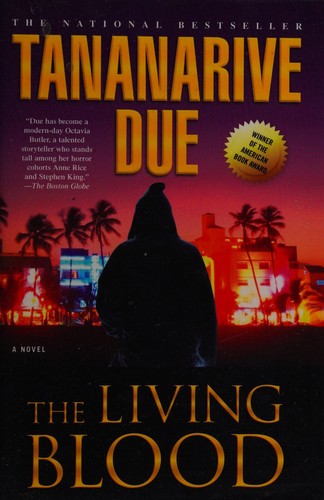 THE NATIONAL BESTSELLER
TANANARIVE
DUE
"Due has become a
modern-day Octavia
Butler, a talented
storyteller who stands
tall among her horror
cohorts Anne Rice
and Stephen King."
—The Boston Globe
WINNER
OF THE
AMERICAN
BOOK AWARD
A NOVEL
THE LIVING
BLOOD